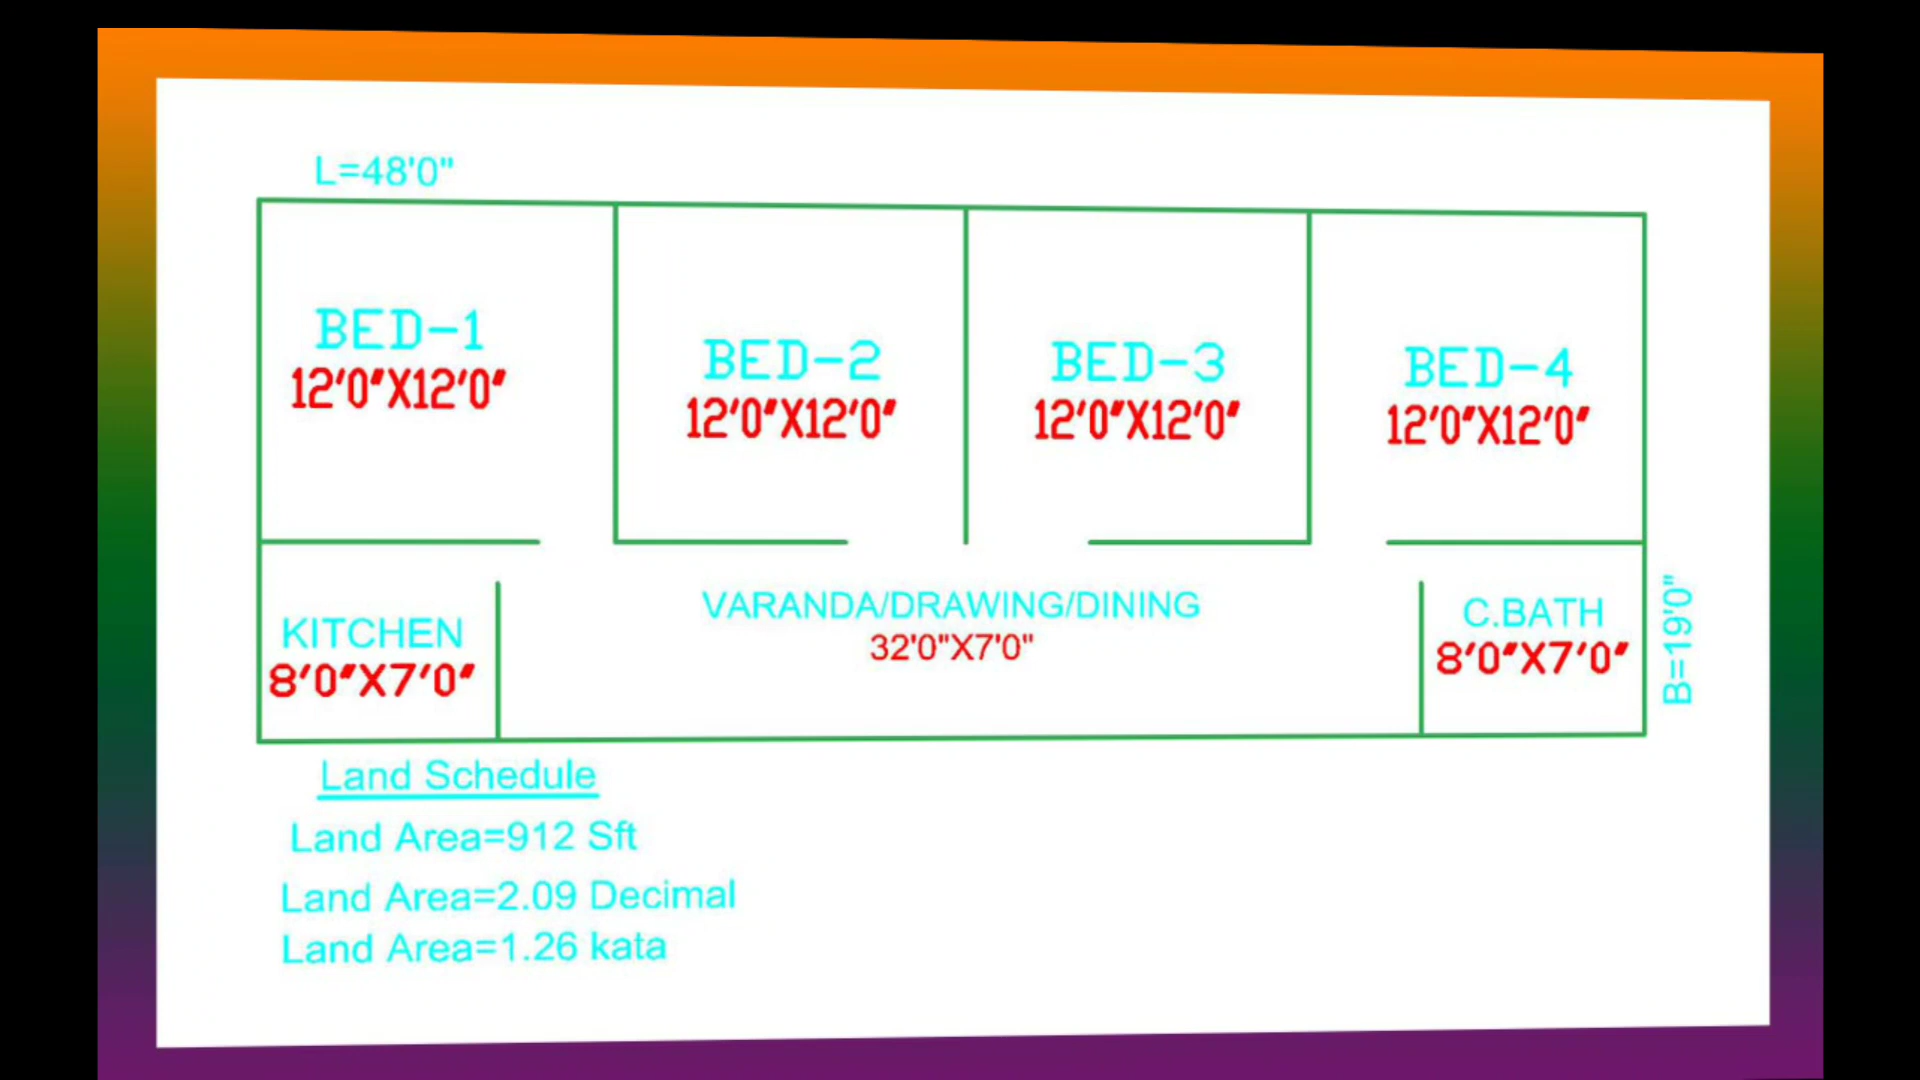 L=48'0"
BED-1
12'0"X12'0"
BED-2
12'0"X12'0"
BED-3
12'0"X12'0"
BED-4
12'0"X12'0"
KITCHEN
8'0"X7'0"
VARANDA/DRAWING/DINING
32'0"X7'0"
C.BATH
8'0"X7'0"
B=19'0"
Land Schedule
Land Area=912 Sft
Land Area=2.09 Decimal
Land Area=1.26 kata